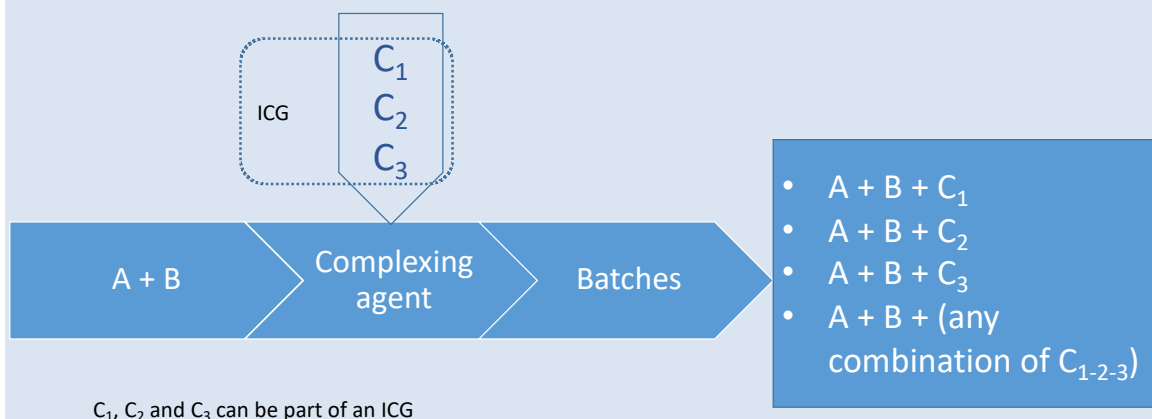 C₁
C₂
C₃
ICG
A + B
Complexing
agent
Batches
• A + B + C₁
• A + B + C₂
• A + B + C₃
• A + B + (any
combination of C₁₋₂₋₃)
C₁, C₂ and C₃ can be part of an ICG